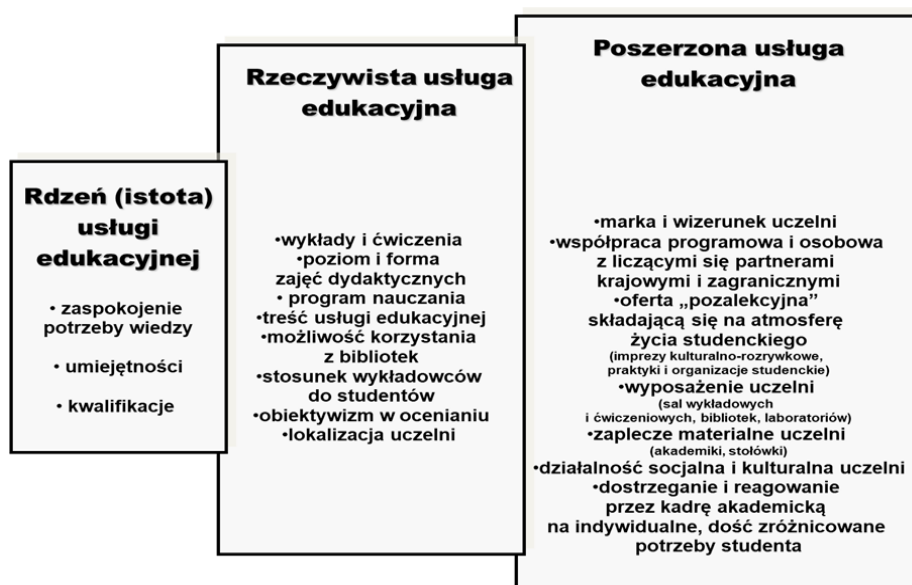 Rdzeń (istota)
usługi
edukacyjnej
• zaspokojenie
potrzeby wiedzy
• umiejętności
• kwalifikacje
Rzeczywista usługa
edukacyjna
•wykłady i ćwiczenia
•poziom i forma
zajęć dydaktycznych
• program nauczania
•treść usługi edukacyjnej
•możliwość korzystania
z bibliotek
•stosunek wykładowców
do studentów
•obiektywizm w ocenianiu
•lokalizacja uczelni
Poszerzona usługa
edukacyjna
•marka i wizerunek uczelni
•współpraca programowa i osobowa
z liczącymi się partnerami
krajowymi i zagranicznymi
•oferta „pozalekcyjna”
składającą się na atmosferę
życia studenckiego
(imprezy kulturalno-rozrywkowe,
praktyki i organizacje studenckie)
•wyposażenie uczelni
(sal wykładowych
i ćwiczeniowych, bibliotek, laboratoriów)
•zaplecze materialne uczelni
(akademiki, stołówki)
•działalność socjalna i kulturalna uczelni
•dostrzeganie i reagowanie
przez kadrę akademicką
na indywidualne, dość zróżnicowane
potrzeby studenta